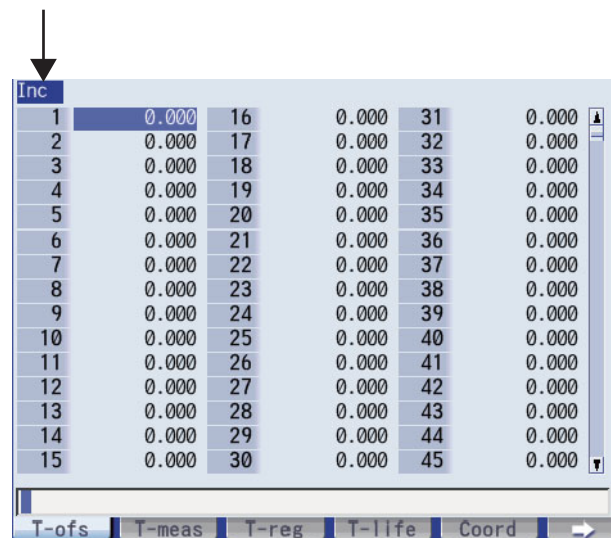 Inc
1 0.000 16 0.000 31 0.000
2 0.000 17 0.000 32 0.000
3 0.000 18 0.000 33 0.000
4 0.000 19 0.000 34 0.000
5 0.000 20 0.000 35 0.000
6 0.000 21 0.000 36 0.000
7 0.000 22 0.000 37 0.000
8 0.000 23 0.000 38 0.000
9 0.000 24 0.000 39 0.000
10 0.000 25 0.000 40 0.000
11 0.000 26 0.000 41 0.000
12 0.000 27 0.000 42 0.000
13 0.000 28 0.000 43 0.000
14 0.000 29 0.000 44 0.000
15 0.000 30 0.000 45 0.000
T-ofs T-meas T-reg T-life Coord